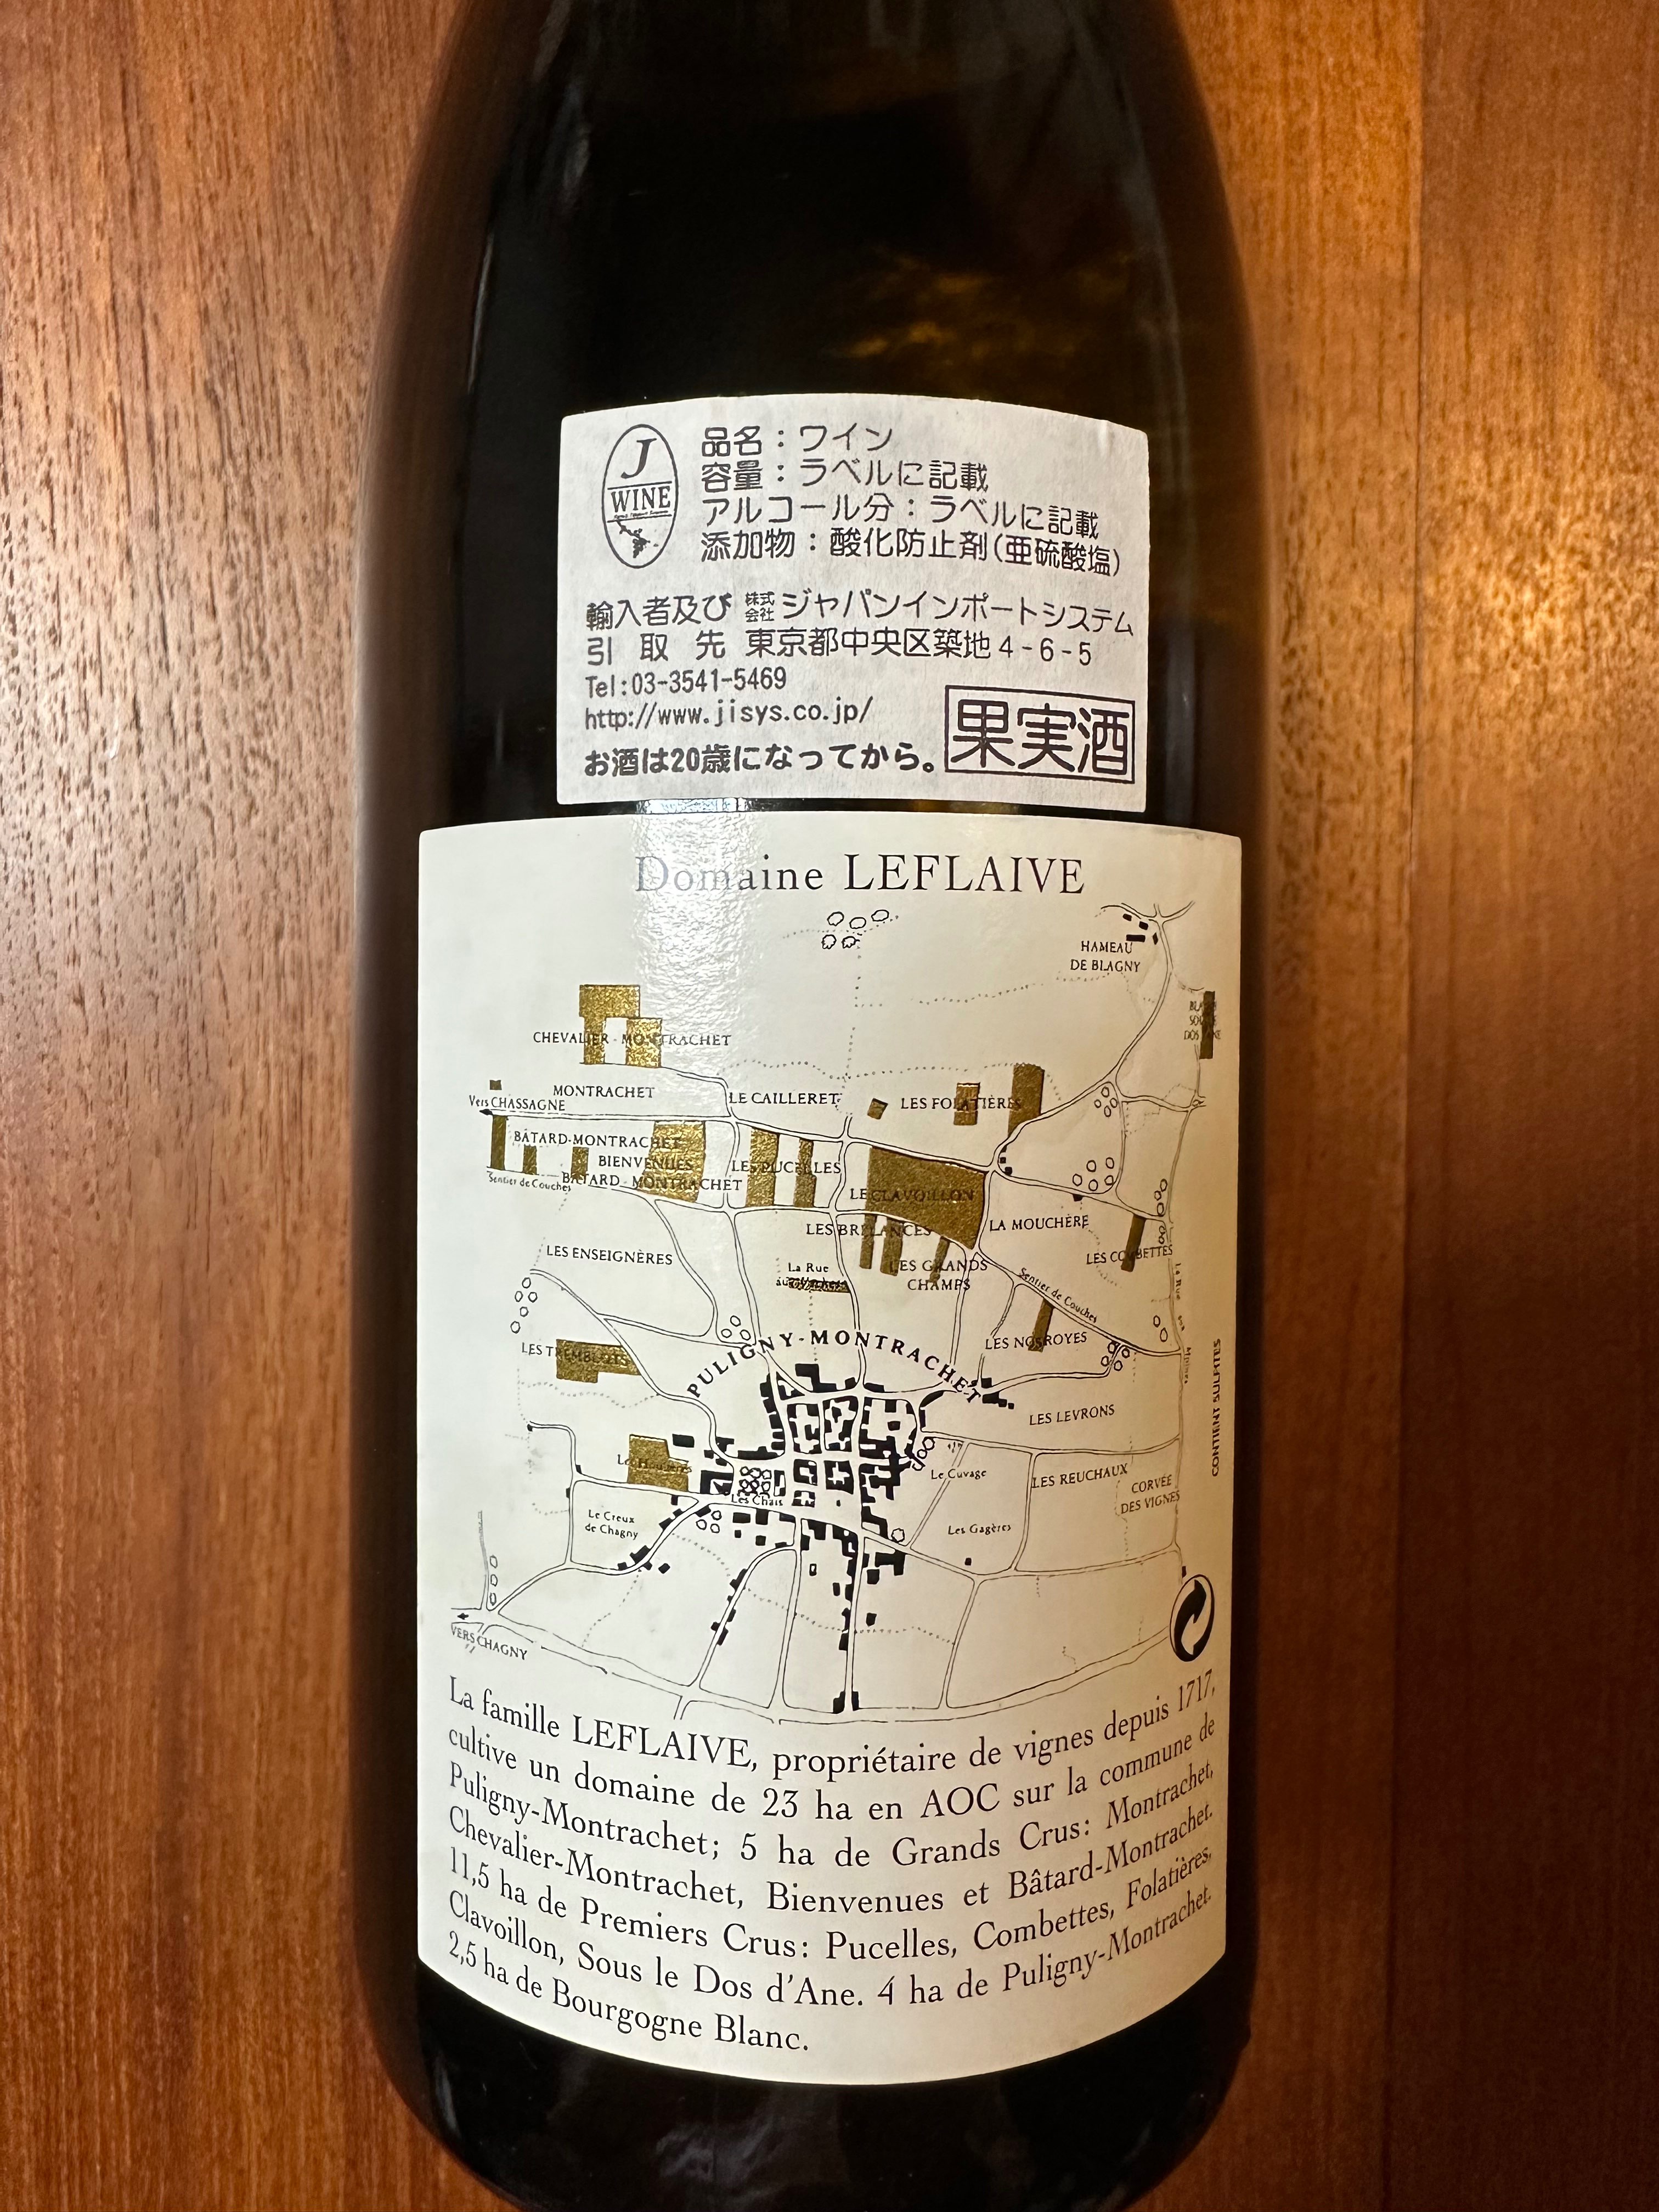 J
WINE
品名：ワイン
容量：ラベルに記載
アルコール分：ラベルに記載
添加物：酸化防止剤(亜硫酸塩)
輸入者及び 株式会社 ジャパンインポートシステム
引取先 東京都中央区築地4-6-5
Tel:03-3541-5469
http://www.jisys.co.jp/
お酒は20歳になってから。
果実酒
Domaine LEFLAIVE
HAMEAU
DE BLAGNY
CHEVALIER - MONTRACHET
MONTRACHET
LE CAILLERET
LES FOLATIÈRES
Vers CHASSAGNE
BÂTARD-MONTRACHET
BIENVENUES
BÂTARD - MONTRACHET
LES PUCELLES
LE CLAVOILLON
Sentier de Couches
LES BRELANCES
LA MOUCHÈRE
LES COMBETTES
LES ENSEIGNÈRES
La Rue
LES GRANDS
CHAMPS
Sentier de Couches
La Rue
LES TREMBLOTS
PULIGNY-MONTRACHET
LES NOSROYES
LES LEVRONS
CONTIENT SULFITES
Le Cuvage
LES REUCHAUX
CORVÉE
DES VIGNES
Les Chais
Le Creux
de Chagny
Les Gagères
VERS CHAGNY
La famille LEFLAIVE, propriétaire de vignes depuis 1717,
cultive un domaine de 23 ha en AOC sur la commune de
Puligny-Montrachet; 5 ha de Grands Crus: Montrachet,
Chevalier-Montrachet, Bienvenues et Bâtard-Montrachet.
11,5 ha de Premiers Crus: Pucelles, Combettes, Folatières,
Clavoillon, Sous le Dos d'Ane. 4 ha de Puligny-Montrachet.
2,5 ha de Bourgogne Blanc.